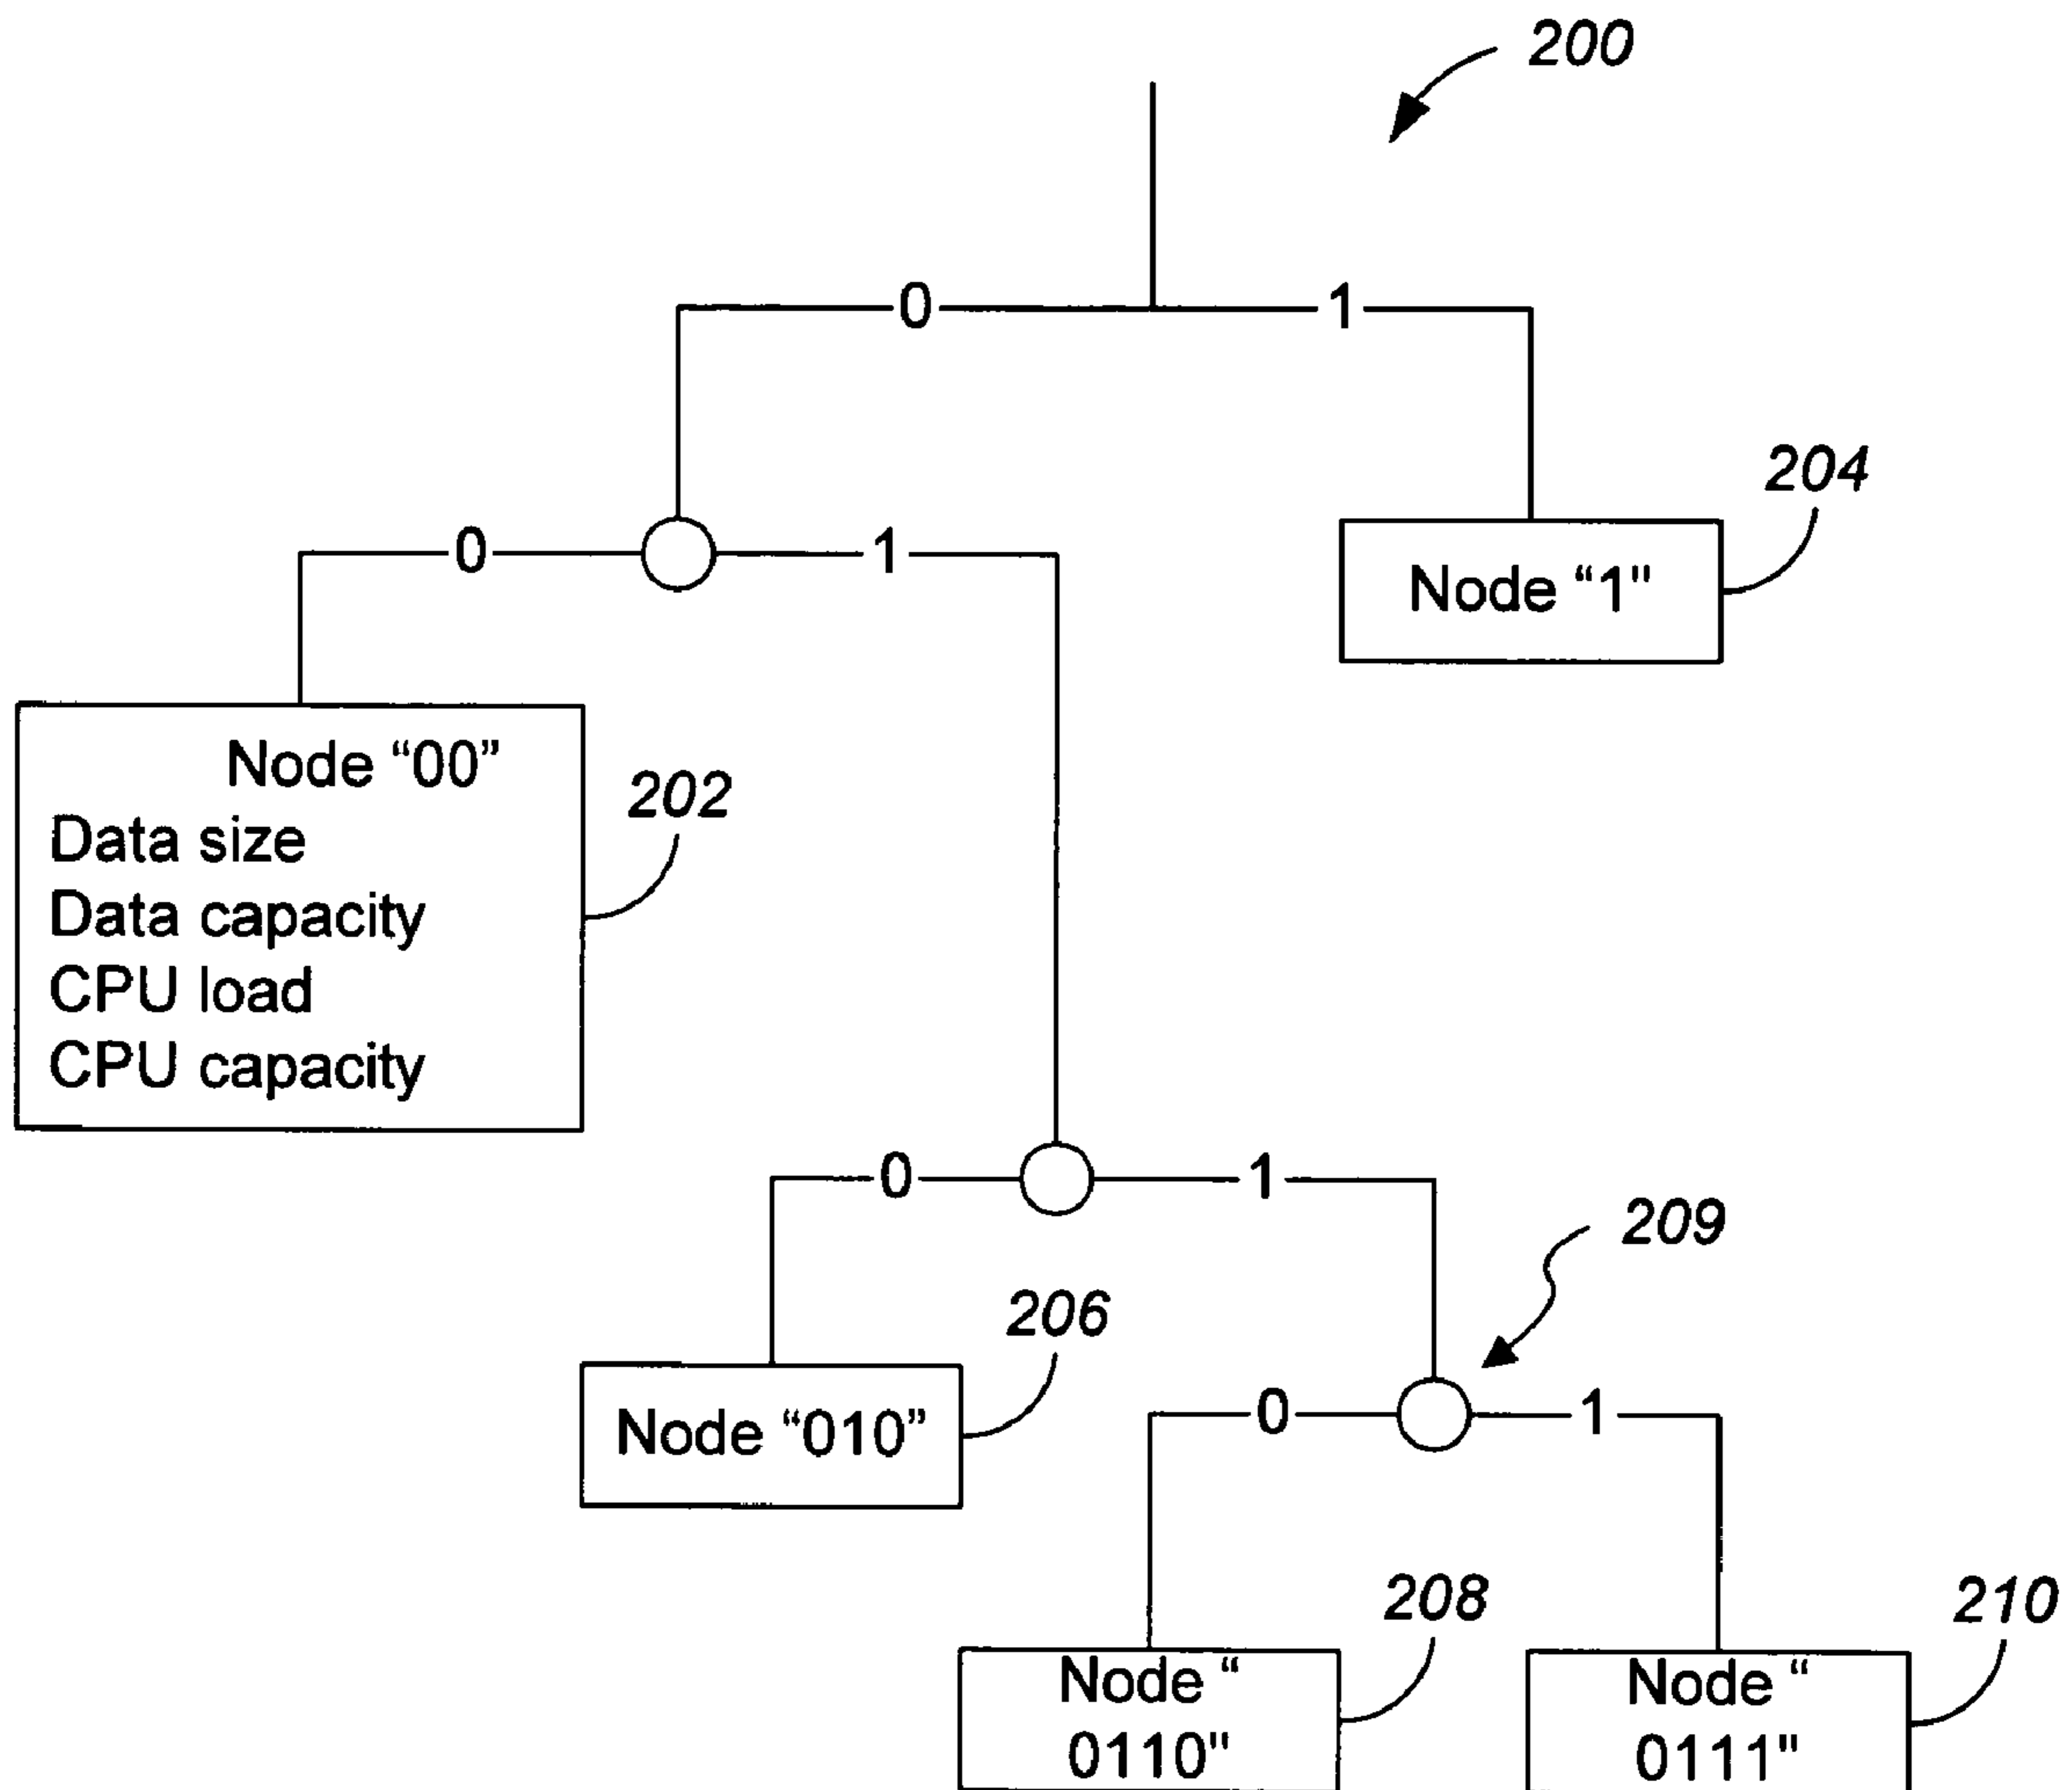 200
0
1
204
0
1
Node “1"
Node “00”
202
Data size
Data capacity
CPU load
CPU capacity
0
1
209
206
0
1
Node “010”
208
210
Node “
0110"
Node “
0111"